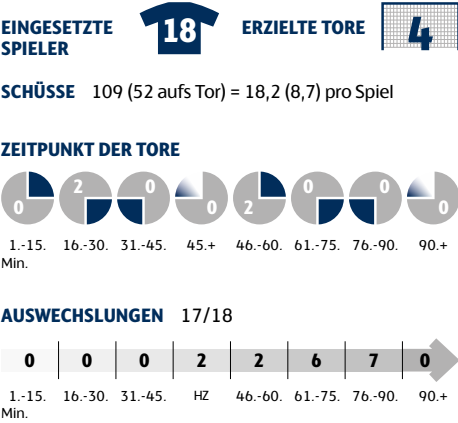 EINGESETZTE SPIELER 18 ERZIELTE TORE 4
SCHÜSSE 109 (52 aufs Tor) = 18,2 (8,7) pro Spiel
ZEITPUNKT DER TORE
0 2 0 0 2 0 0 0
1.-15. Min. 16.-30. 31.-45. 45.+ 46.-60. 61.-75. 76.-90. 90.+
AUSWECHSLUNGEN 17/18
0 0 0 2 2 6 7 0
1.-15. Min. 16.-30. 31.-45. HZ 46.-60. 61.-75. 76.-90. 90.+